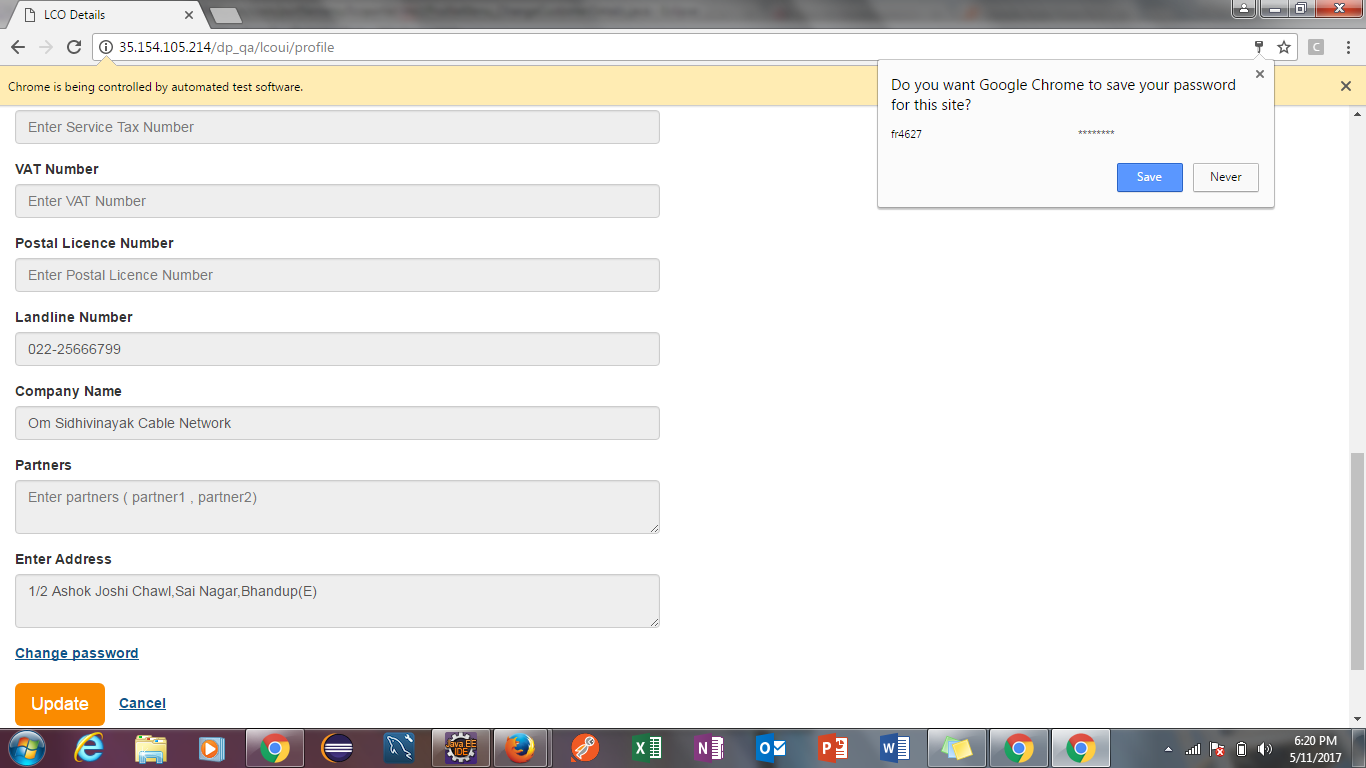 LCO Details
35.154.105.214/dp_qa/lcoui/profile
C
Chrome is being controlled by automated test software.
Do you want Google Chrome to save your password
for this site?
fr4627 ********
Save Never
Enter Service Tax Number
VAT Number
Enter VAT Number
Postal Licence Number
Enter Postal Licence Number
Landline Number
022-25666799
Company Name
Om Sidhivinayak Cable Network
Partners
Enter partners ( partner1 , partner2)
Enter Address
1/2 Ashok Joshi Chawl,Sai Nagar,Bhandup(E)
Change password
Update Cancel
Java EE
IDE
6:20 PM
5/11/2017